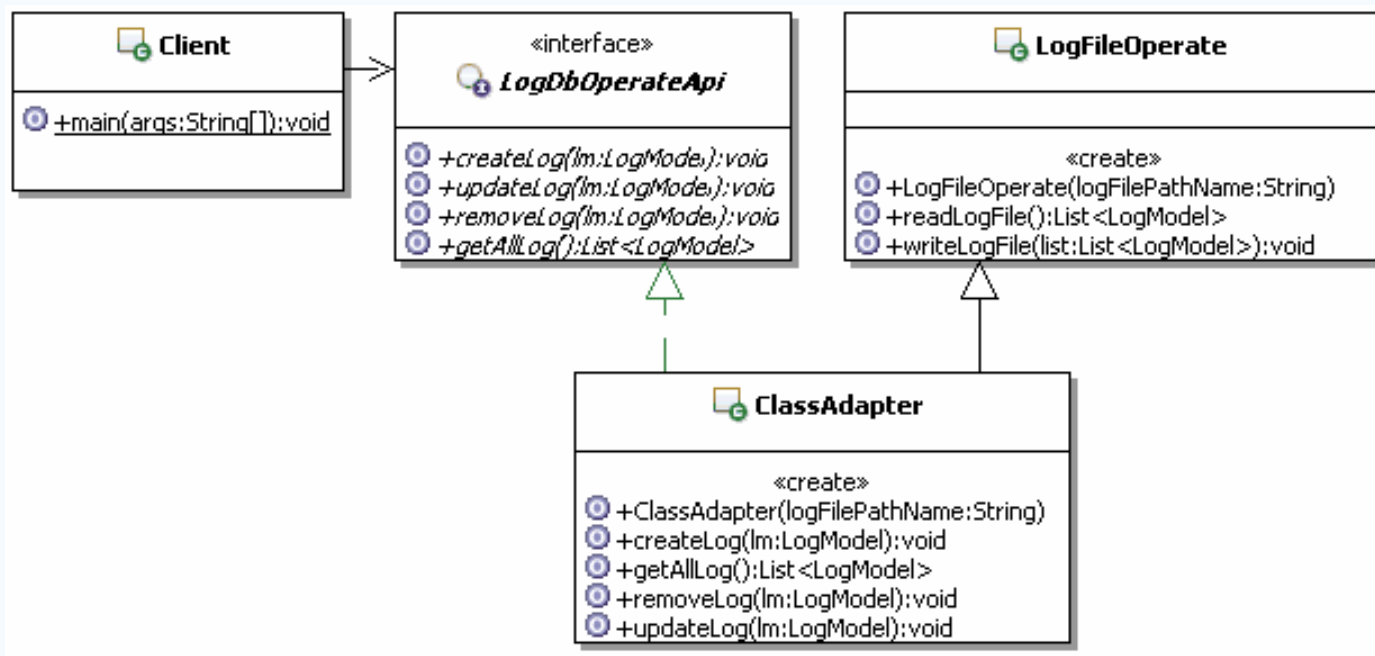 Client
+main(args:String[]):void
«interface»
LogDbOperateApi
+createLog(lm:LogModel):void
+updateLog(lm:LogModel):void
+removeLog(lm:LogModel):void
+getAllLog():List<LogModel>
LogFileOperate
«create»
+LogFileOperate(logFilePathName:String)
+readLogFile():List<LogModel>
+writeLogFile(list:List<LogModel>):void
ClassAdapter
«create»
+ClassAdapter(logFilePathName:String)
+createLog(lm:LogModel):void
+getAllLog():List<LogModel>
+removeLog(lm:LogModel):void
+updateLog(lm:LogModel):void